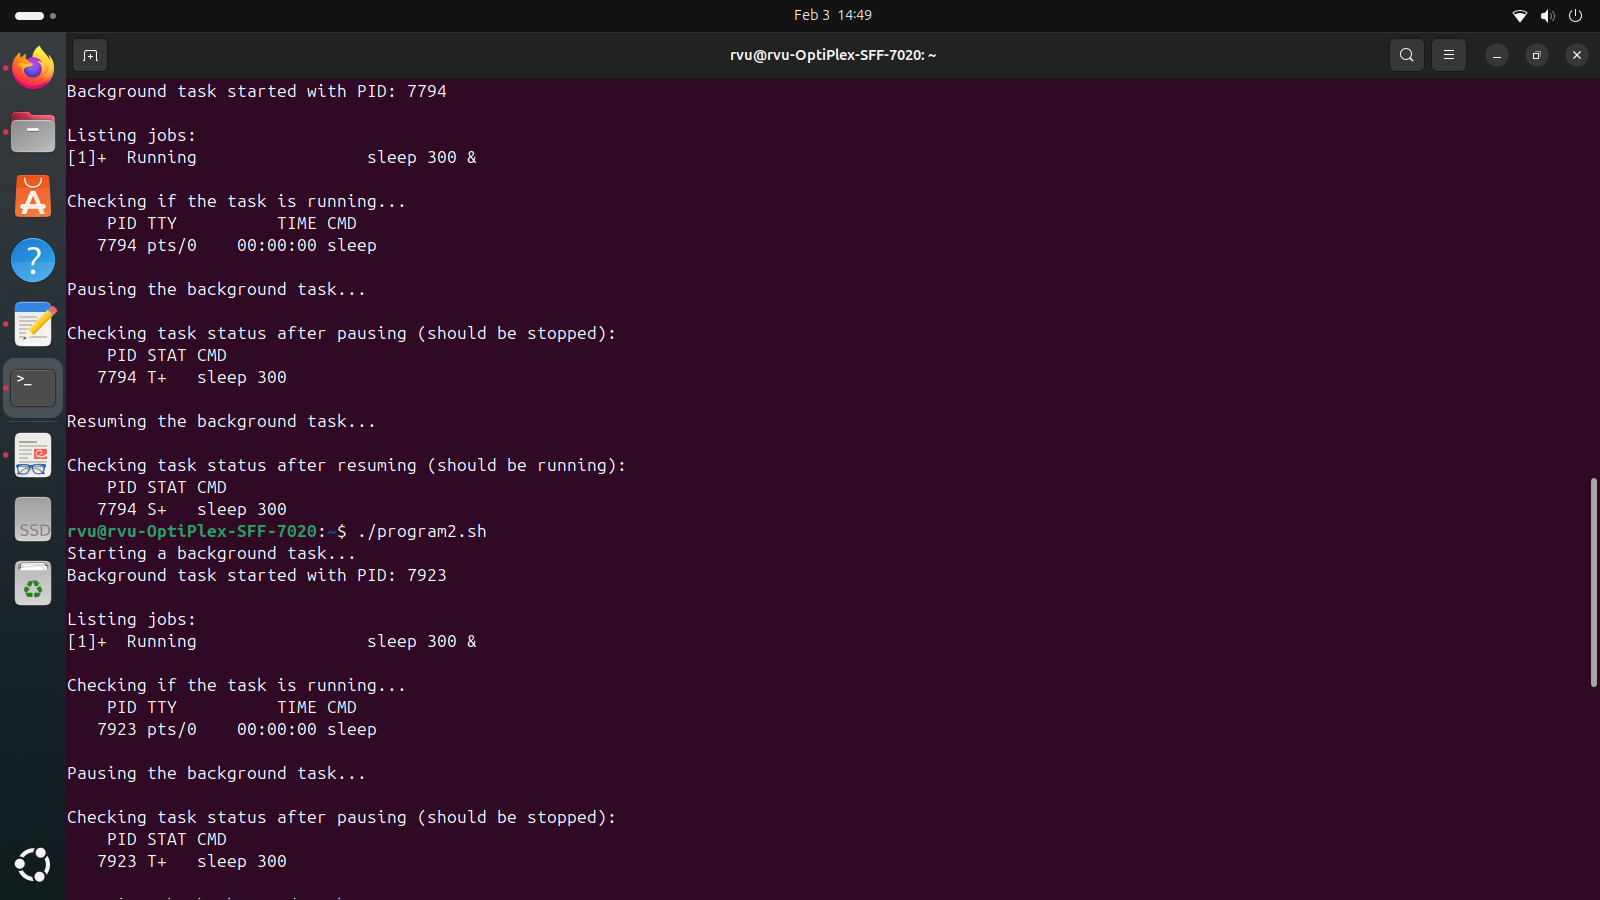 Feb 3 14:49
rvu@rvu-OptiPlex-SFF-7020: ~
Background task started with PID: 7794
Listing jobs:
[1]+  Running                 sleep 300 &
Checking if the task is running...
    PID TTY          TIME CMD
   7794 pts/0    00:00:00 sleep
Pausing the background task...
Checking task status after pausing (should be stopped):
    PID STAT CMD
   7794 T+   sleep 300
Resuming the background task...
Checking task status after resuming (should be running):
    PID STAT CMD
   7794 S+   sleep 300
rvu@rvu-OptiPlex-SFF-7020:~$ ./program2.sh
Starting a background task...
Background task started with PID: 7923
Listing jobs:
[1]+  Running                 sleep 300 &
Checking if the task is running...
    PID TTY          TIME CMD
   7923 pts/0    00:00:00 sleep
Pausing the background task...
Checking task status after pausing (should be stopped):
    PID STAT CMD
   7923 T+   sleep 300
SSD